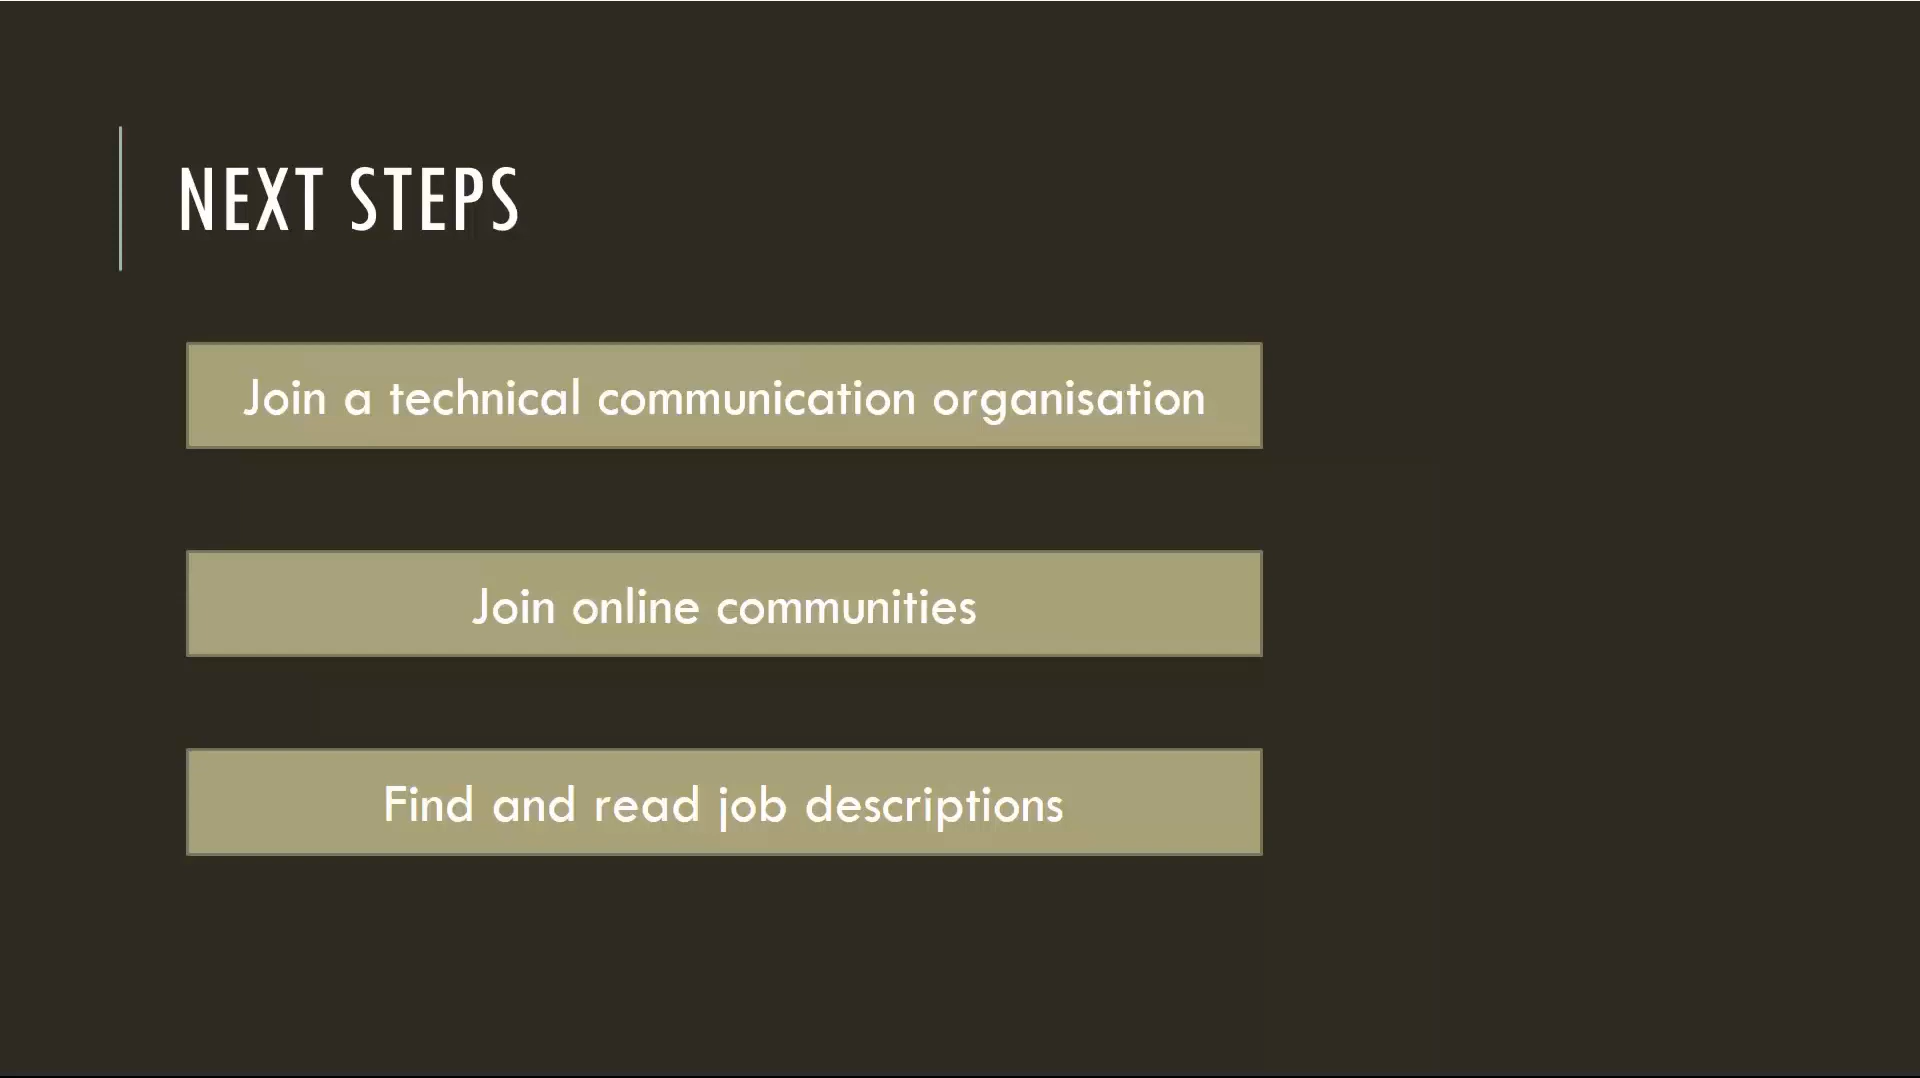 NEXT STEPS
Join a technical communication organisation
Join online communities
Find and read job descriptions